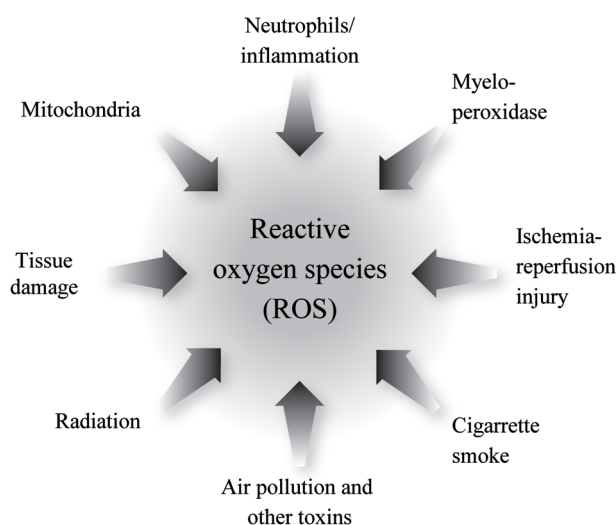 Neutrophils/
inflammation
Myelo-
peroxidase
Mitochondria
Reactive
oxygen species
(ROS)
Ischemia-
reperfusion
injury
Tissue
damage
Radiation
Cigarrette
smoke
Air pollution and
other toxins